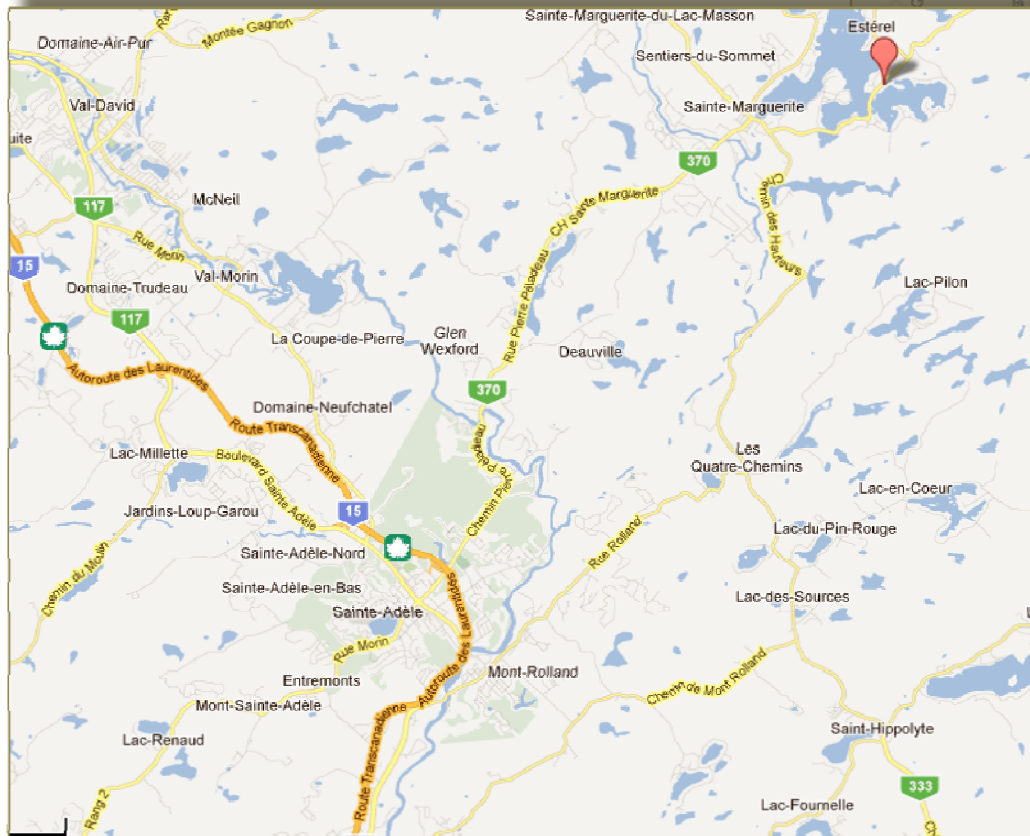 Sainte-Marguerite-du-Lac-Masson
Estérel
Montée Gagnon
Domaine-Air-Pur
Sentiers-du-Sommet
Val-David
Sainte-Marguerite
uite
370
McNeil
CH Sainte Marguerite
Chemin des Hauteurs
117
Rue Morin
15
Val-Morin
Domaine-Trudeau
Lac-Pilon
117
Rue Pierre Péladeau
La Coupe-de-Pierre
Glen
Wexford
Deauville
Autoroute des Laurentides
370
Domaine-Neufchatel
Route Transcanadienne
Lac-Millette
Boulevard Sainte Adèle
Chemin Pierre Péladeau
Les
Quatre-Chemins
Lac-en-Coeur
Jardins-Loup-Garou
15
Rue Rolland
Lac-du-Pin-Rouge
Sainte-Adèle-Nord
Chemin du Moulin
Sainte-Adèle-en-Bas
Lac-des-Sources
Sainte-Adèle
Autoroute des Laurentides
Rue Morin
Mont-Rolland
Chemin de Mont Rolland
Entremonts
Mont-Sainte-Adèle
Saint-Hippolyte
Lac-Renaud
Route Transcanadienne
333
Rang 2
Lac-Fournelle